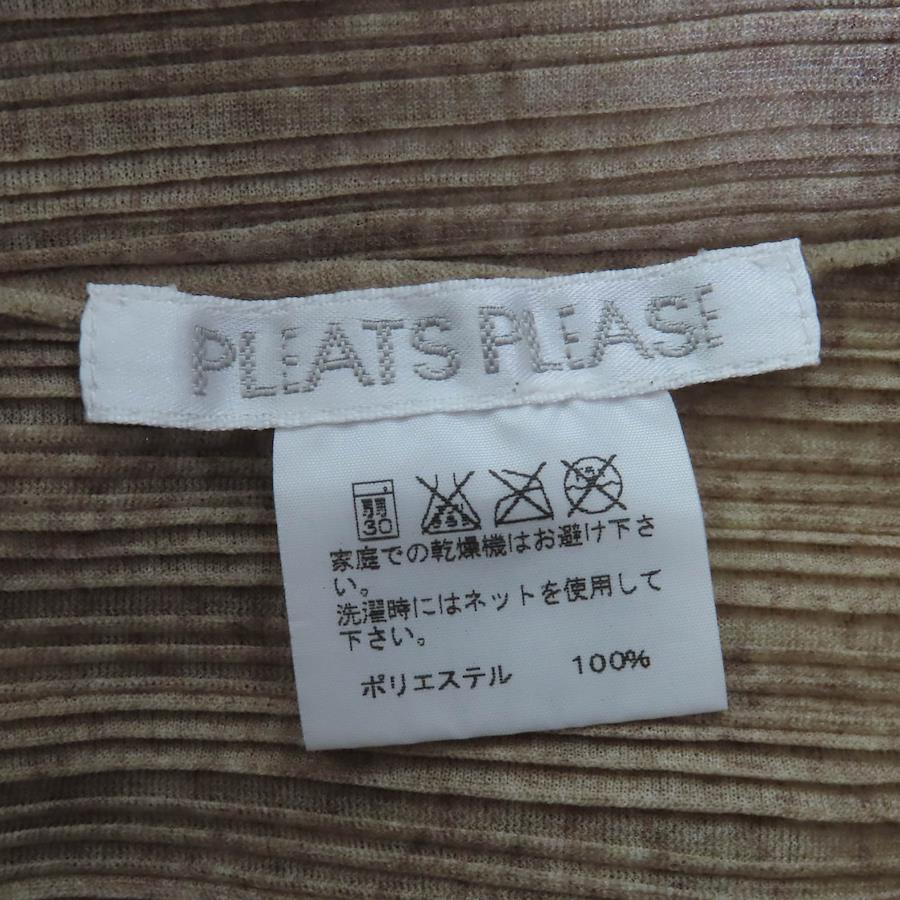 PLEATS PLEASE
弱
30
家庭での乾燥機はお避け下さ
い。
洗濯時にはネットを使用して
下さい。
ポリエステル 100%